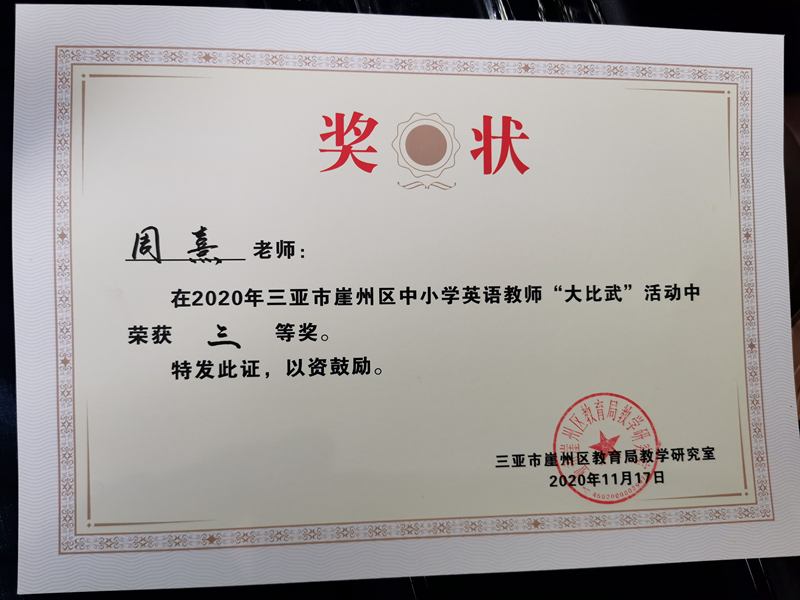 奖 状
周熹 老师：
在2020年三亚市崖州区中小学英语教师“大比武”活动中
荣获 三 等奖。
特发此证，以资鼓励。
三亚市崖州区教育局教学研究室
2020年11月17日